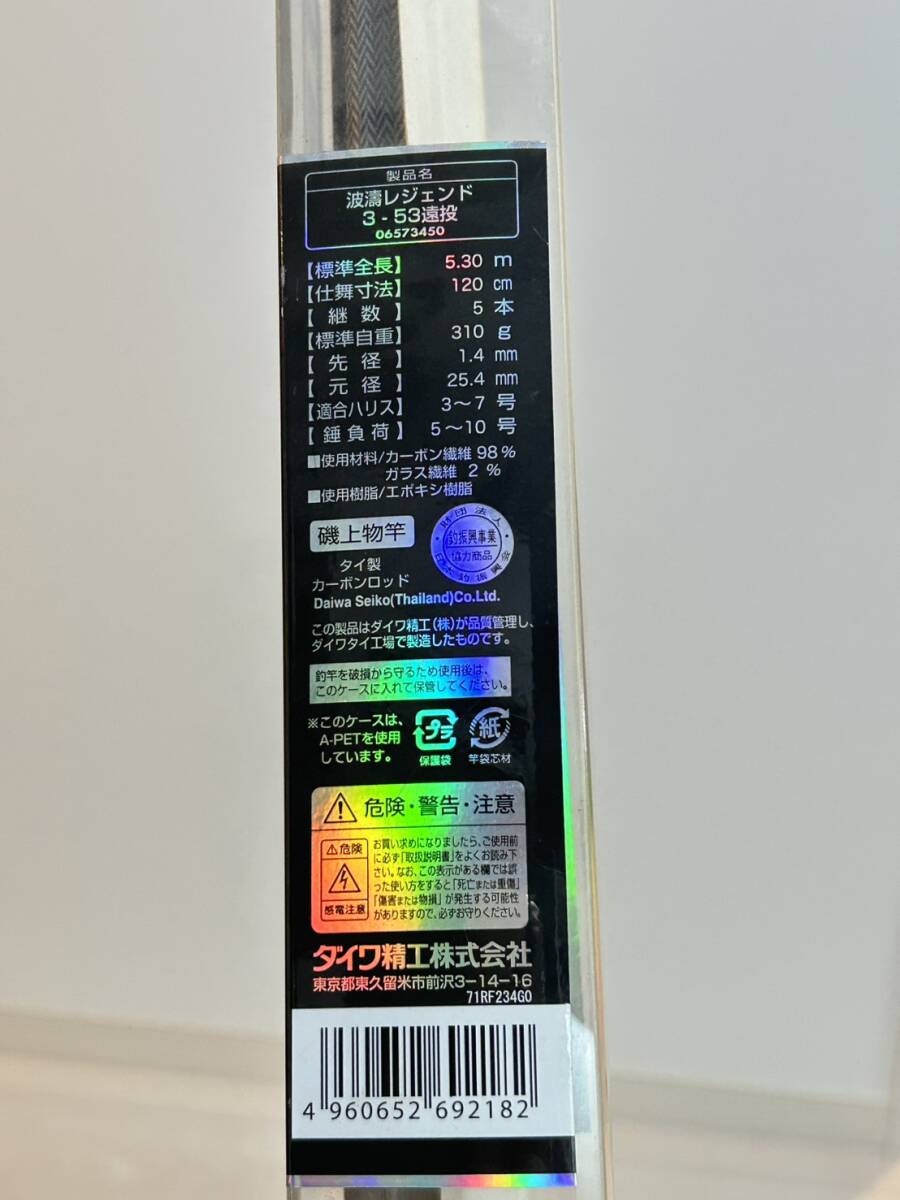 製品名
波濤レジェンド
3-53遠投
06573450
【標準全長】 5.30 m
【仕舞寸法】 120 cm
【継数】 5 本
【標準自重】 310 g
【先径】 1.4 mm
【元径】 25.4 mm
【適合ハリス】 3〜7 号
【錘負荷】 5〜10 号
■使用材料/カーボン繊維 98%
ガラス繊維 2%
■使用樹脂/エポキシ樹脂
磯上物竿
財団法人
釣振興事業
協力商品
日本釣振興会
タイ製
カーボンロッド
Daiwa Seiko(Thailand)Co.Ltd.
この製品はダイワ精工(株)が品質管理し、
ダイワタイ工場で製造したものです。
釣竿を破損から守るため使用後は、
このケースに入れて保管してください。
※このケースは、
A-PETを使用
しています。
プラ
保護袋
紙
竿袋芯材
危険・警告・注意
危険
感電注意
お買い求めになりましたら、ご使用前
に必ず「取扱説明書」をよくお読み下
さい。なお、この表示がある欄では誤
った使い方をすると「死亡または重傷」
「傷害または物損」が発生する可能性
がありますので、必ずお守りください。
ダイワ精工株式会社
東京都東久留米市前沢3-14-16
71RF234GO
4 960652 692182